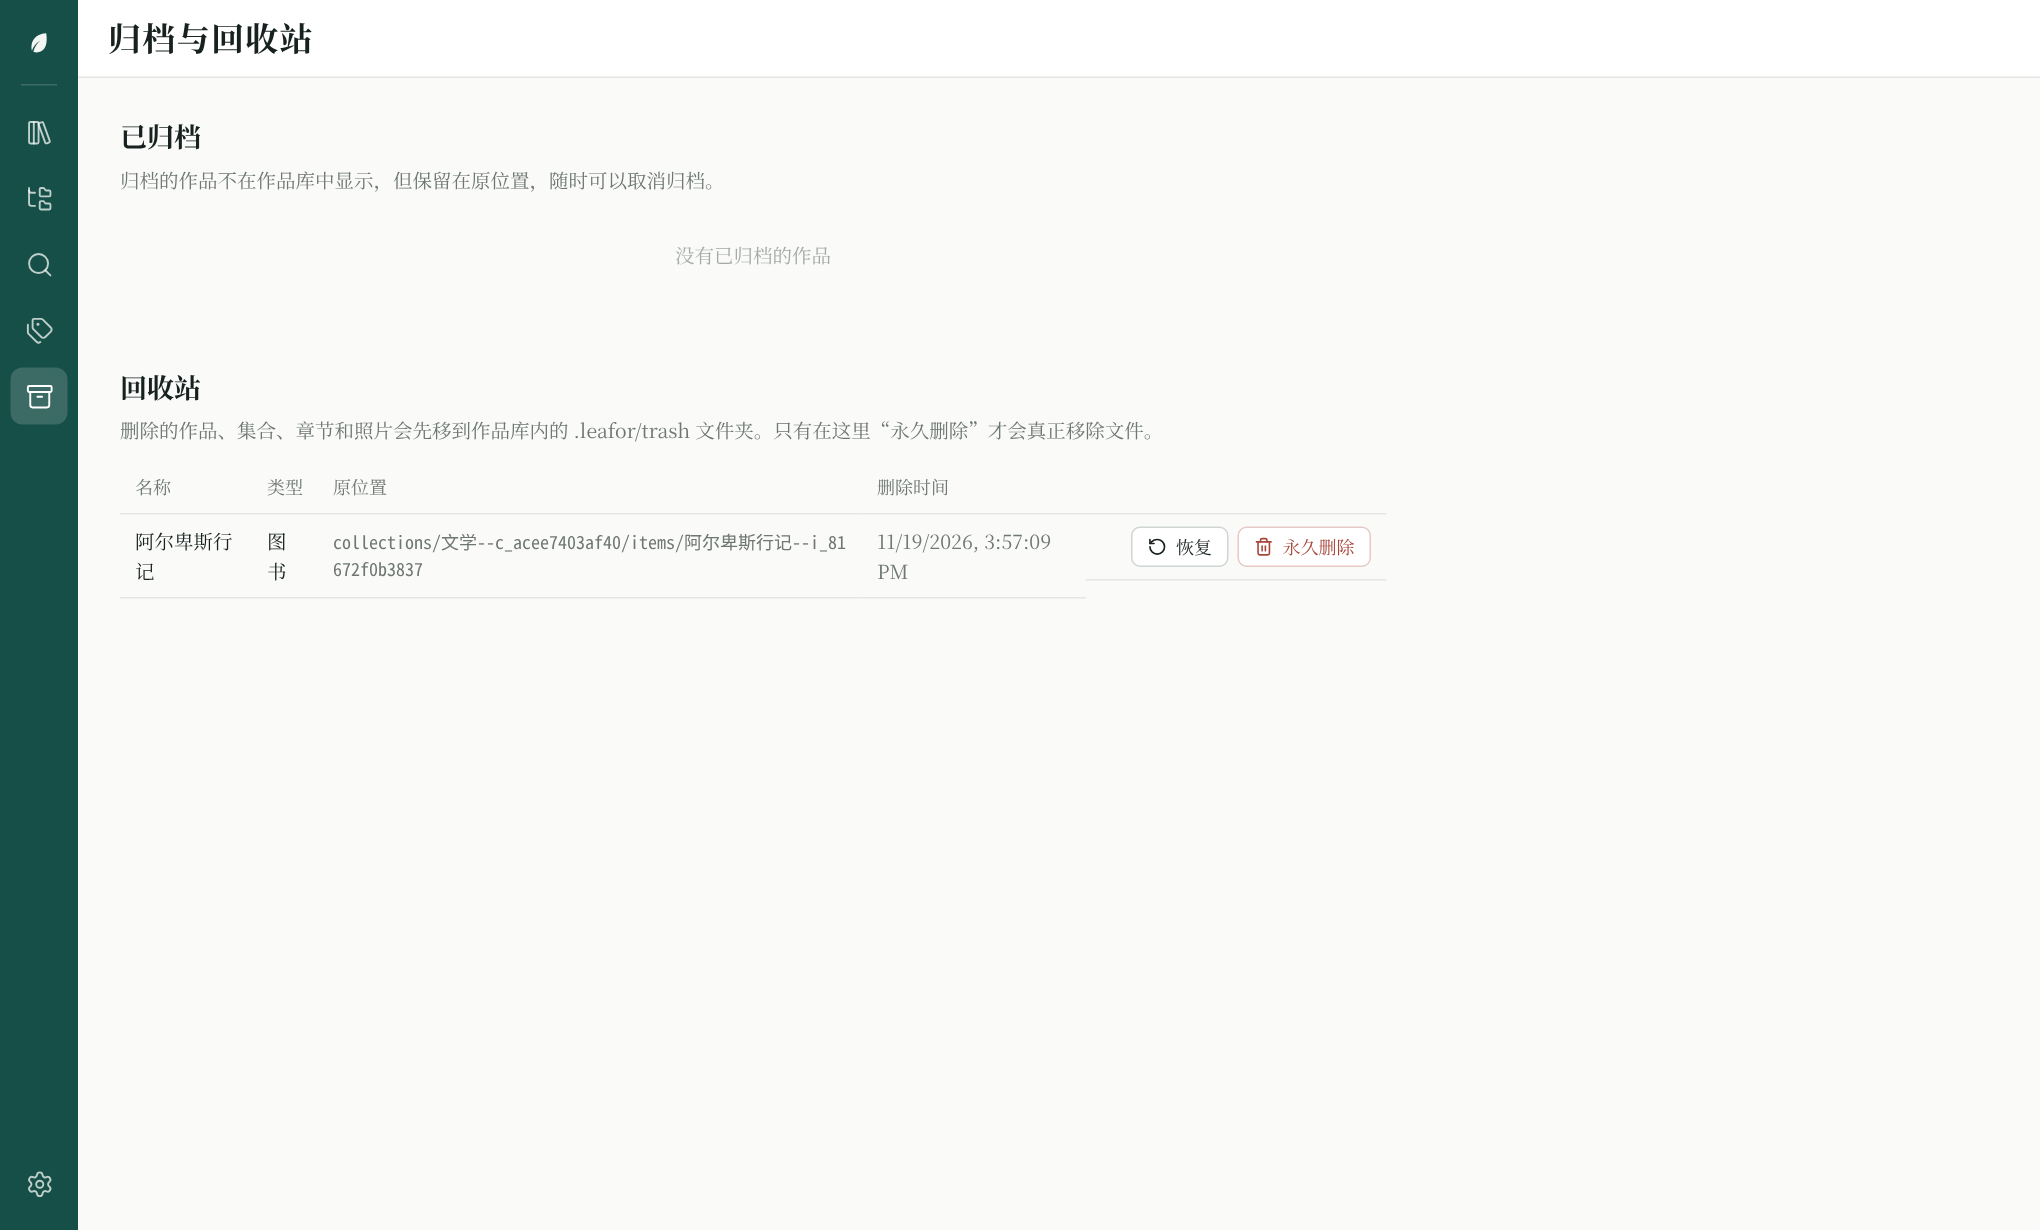 归档与回收站
已归档
归档的作品不在作品库中显示，但保留在原位置，随时可以取消归档。
没有已归档的作品
回收站
删除的作品、集合、章节和照片会先移到作品库内的 .leafor/trash 文件夹。只有在这里“永久删除”才会真正移除文件。
名称 类型 原位置 删除时间
阿尔卑斯行
记
图
书
collections/文学--c_acee7403af40/items/阿尔卑斯行记--i_81
672f0b3837
11/19/2026, 3:57:09
PM
恢复 永久删除